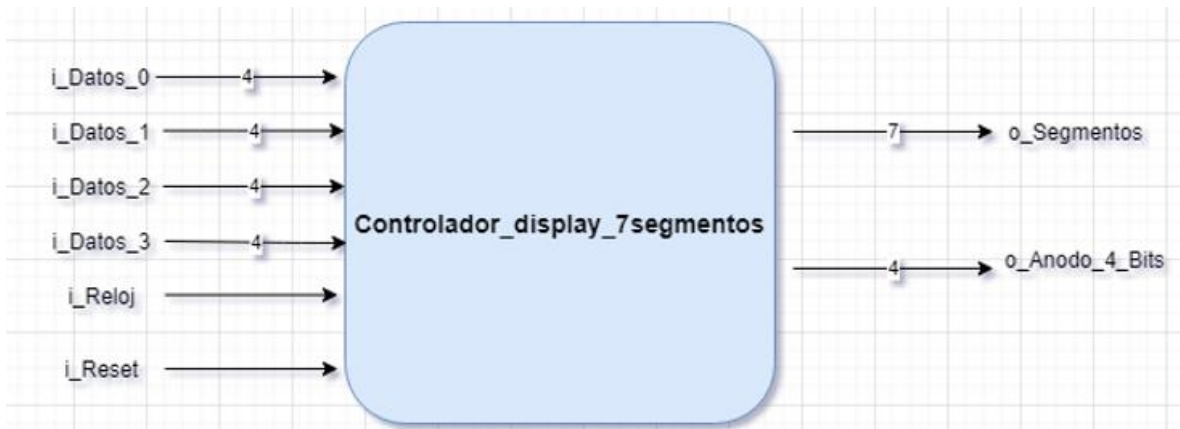 i_Datos_0
4
i_Datos_1
4
i_Datos_2
4
i_Datos_3
4
i_Reloj
i_Reset
Controlador_display_7segmentos
7
o_Segmentos
4
o_Anodo_4_Bits